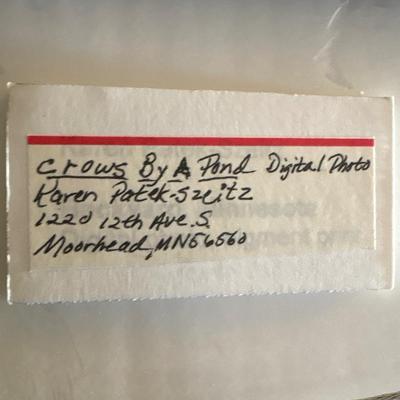 Crows By A Pond Digital Photo
Karen Patek-Szeitz
1220 12th Ave. S.
Moorhead, MN 56560